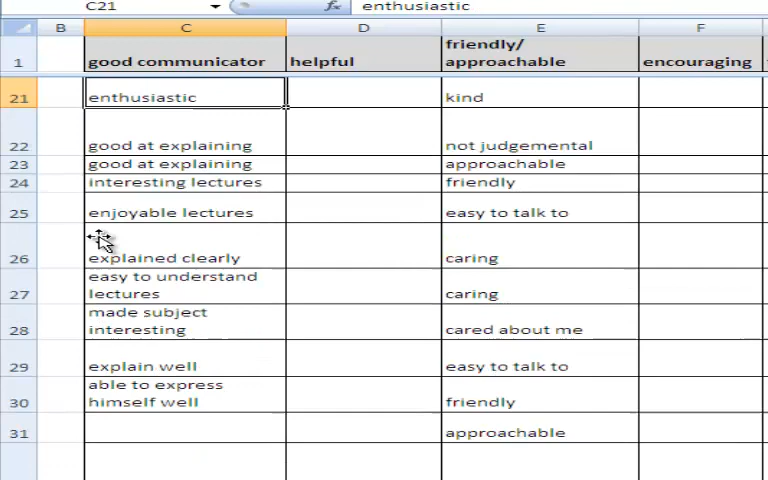 C21 fx enthusiastic
B C D E F
1 good communicator helpful friendly/
approachable encouraging
21 enthusiastic kind
22 good at explaining not judgemental
23 good at explaining approachable
24 interesting lectures friendly
25 enjoyable lectures easy to talk to
26 explained clearly caring
27 easy to understand
lectures caring
28 made subject
interesting cared about me
29 explain well easy to talk to
30 able to express
himself well friendly
31 approachable